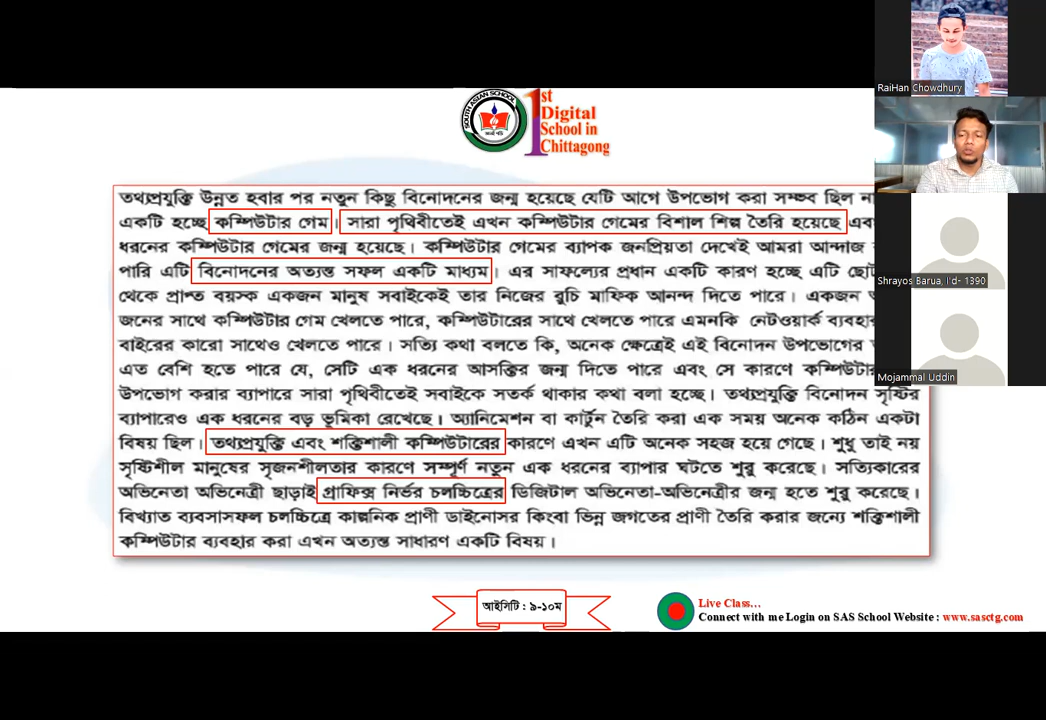 RaiHan Chowdhury
SOUTH ASIAN SCHOOL
1st
Digital
School in
Chittagong
তথ্যপ্রযুক্তি উন্নত হবার পর নতুন কিছু বিনোদনের জন্ম হয়েছে যেটি আগে উপভোগ করা সম্ভব ছিল
একটি হচ্ছে কম্পিউটার গেম। সারা পৃথিবীতেই এখন কম্পিউটার গেমের বিশাল শিল্প তৈরি হয়েছে
ধরনের কম্পিউটার গেমের জন্ম হয়েছে। কম্পিউটার গেমের ব্যাপক জনপ্রিয়তা দেখেই আমরা আন্দাজ
পারি এটি বিনোদনের অত্যন্ত সফল একটি মাধ্যম। এর সাফল্যের প্রধান একটি কারণ হচ্ছে এটি
থেকে প্রাপ্ত বয়স্ক একজন মানুষ সবাইকেই তার নিজের রুচি মাফিক আনন্দ দিতে পারে। একজন
জনের সাথে কম্পিউটার গেম খেলতে পারে, কম্পিউটারের সাথে খেলতে পারে এমনকি নেটওয়ার্ক
বাইরের কারো সাথেও খেলতে পারে। সত্যি কথা বলতে কি, অনেক ক্ষেত্রেই এই বিনোদন উপভোগের
এত বেশি হতে পারে যে, সেটি এক ধরনের আসক্তির জন্ম দিতে পারে এবং সে কারণে কম্পিউটার
উপভোগ করার ব্যাপারে সারা পৃথিবীতেই সবাইকে সতর্ক থাকার কথা বলা হচ্ছে। তথ্যপ্রযুক্তি বিনোদন সৃষ্টির
ব্যাপারেও এক ধরনের বড় ভূমিকা রেখেছে। অ্যানিমেশন বা কার্টুন তৈরি করা এক সময় অনেক কঠিন একটা
বিষয় ছিল। তথ্যপ্রযুক্তি এবং শক্তিশালী কম্পিউটারের কারণে এখন এটি অনেক সহজ হয়ে গেছে। শুধু তাই নয়
সৃষ্টিশীল মানুষের সৃজনশীলতার কারণে সম্পূর্ণ নতুন এক ধরনের ব্যাপার ঘটতে শুরু করেছে। সত্যিকারের
অভিনেতা অভিনেত্রী ছাড়াই গ্রাফিক্স নির্ভর চলচ্চিত্রের ডিজিটাল অভিনেতা-অভিনেত্রীর জন্ম হতে শুরু করেছে।
বিখ্যাত ব্যবসাসফল চলচ্চিত্রে কাল্পনিক প্রাণী ডাইনোসর কিংবা ভিন্ন জগতের প্রাণী তৈরি করার জন্যে শক্তিশালী
কম্পিউটার ব্যবহার করা এখন অত্যন্ত সাধারণ একটি বিষয়।
Shrayos Barua, I'd- 1390
Mojammal Uddin
আইসিটি : ৯-১০ম
Live Class...
Connect with me Login on SAS School Website : www.sasctg.com